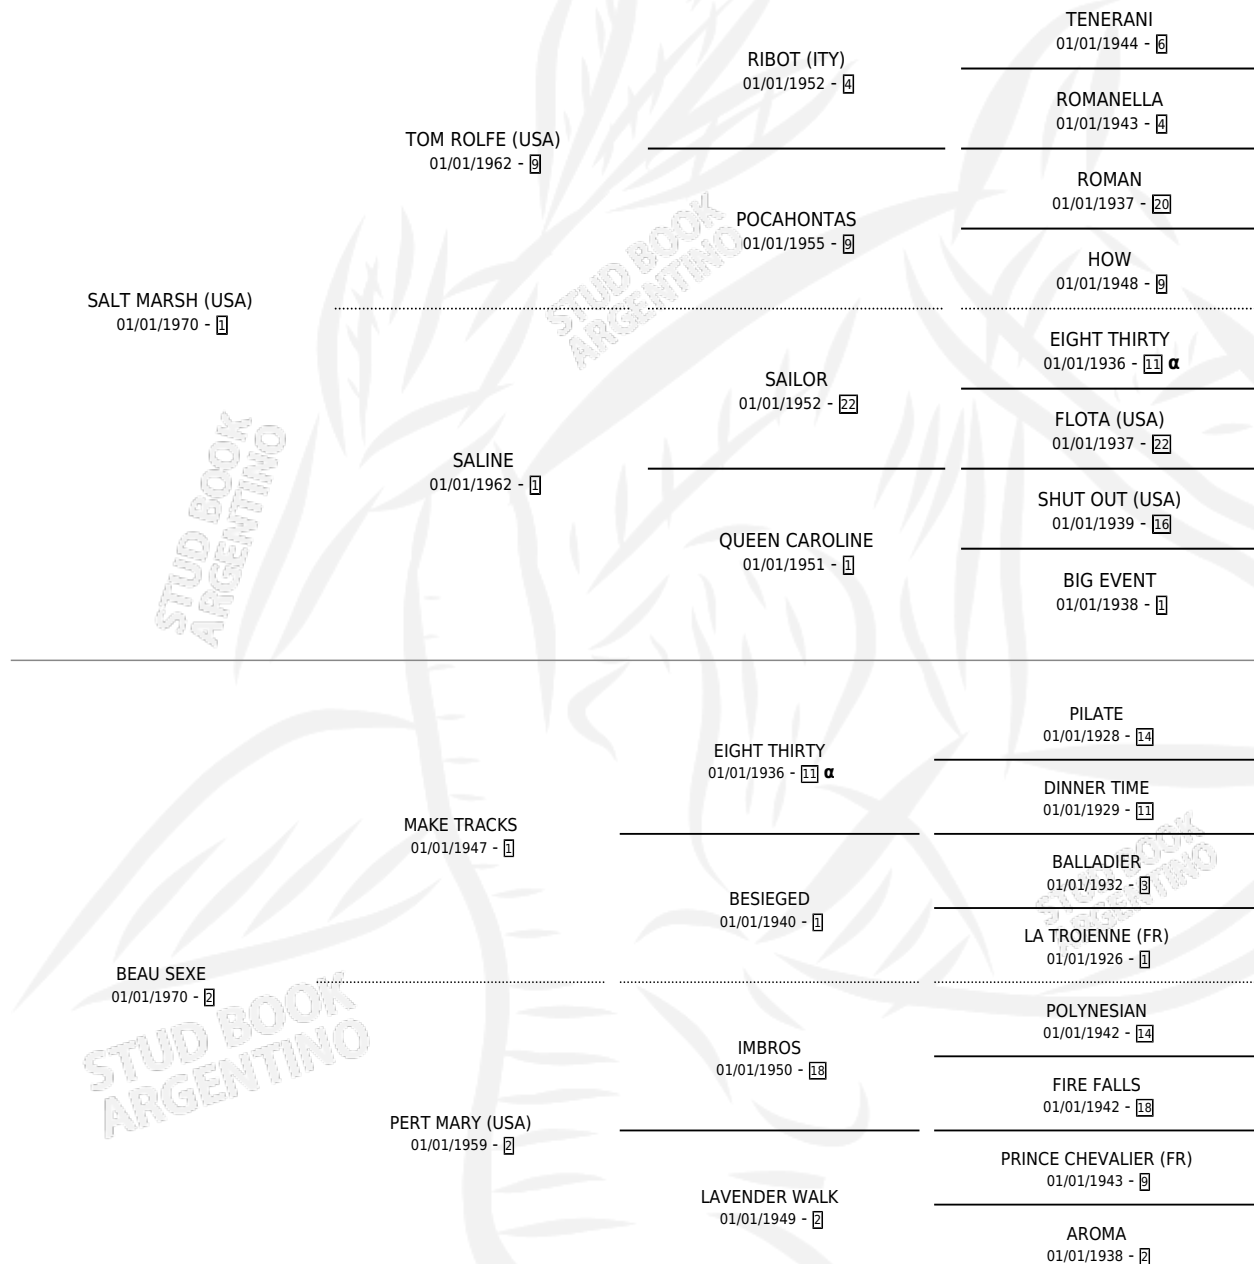 TENERANI
01/01/1944 - 6
RIBOT (ITY)
01/01/1952 - 4
ROMANELLA
01/01/1943 - 4
TOM ROLFE (USA)
01/01/1962 - 9
ROMAN
01/01/1937 - 20
POCAHONTAS
01/01/1955 - 9
HOW
01/01/1948 - 9
SALT MARSH (USA)
01/01/1970 - 1
EIGHT THIRTY
01/01/1936 - 11 α
SAILOR
01/01/1952 - 22
FLOTA (USA)
01/01/1937 - 22
SALINE
01/01/1962 - 1
SHUT OUT (USA)
01/01/1939 - 16
QUEEN CAROLINE
01/01/1951 - 1
BIG EVENT
01/01/1938 - 1
PILATE
01/01/1928 - 14
EIGHT THIRTY
01/01/1936 - 11 α
DINNER TIME
01/01/1929 - 11
MAKE TRACKS
01/01/1947 - 1
BALLADIER
01/01/1932 - 3
BESIEGED
01/01/1940 - 1
LA TROIENNE (FR)
01/01/1926 - 1
BEAU SEXE
01/01/1970 - 2
POLYNESIAN
01/01/1942 - 14
IMBROS
01/01/1950 - 18
FIRE FALLS
01/01/1942 - 18
PERT MARY (USA)
01/01/1959 - 2
PRINCE CHEVALIER (FR)
01/01/1943 - 9
LAVENDER WALK
01/01/1949 - 2
AROMA
01/01/1938 - 2
STUD BOOK
ARGENTINO
STUD BOOK
ARGENTINO
STUD BOOK
ARGENTINO
STUD BOOK
ARGENTINO